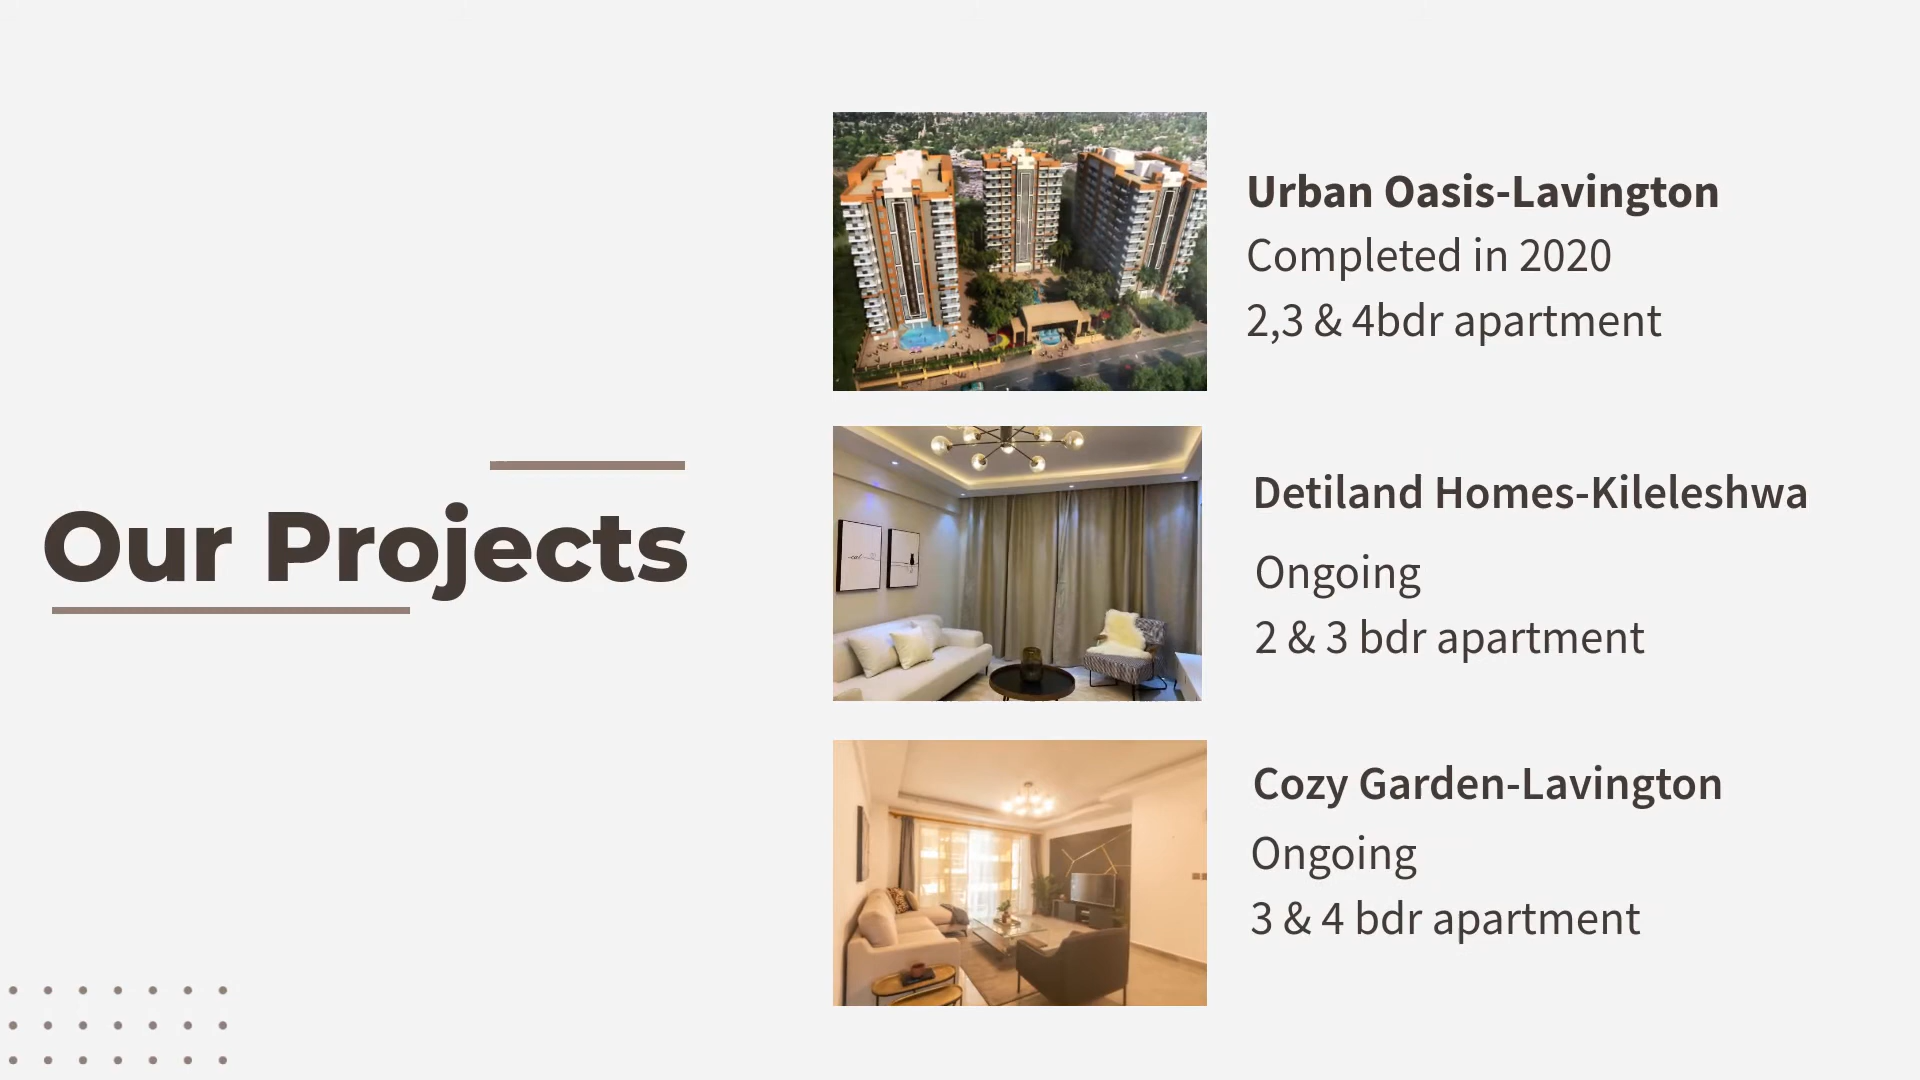 Our Projects
Urban Oasis-Lavington
Completed in 2020
2,3 & 4bdr apartment
Detiland Homes-Kileleshwa
Ongoing
2 & 3 bdr apartment
Cozy Garden-Lavington
Ongoing
3 & 4 bdr apartment